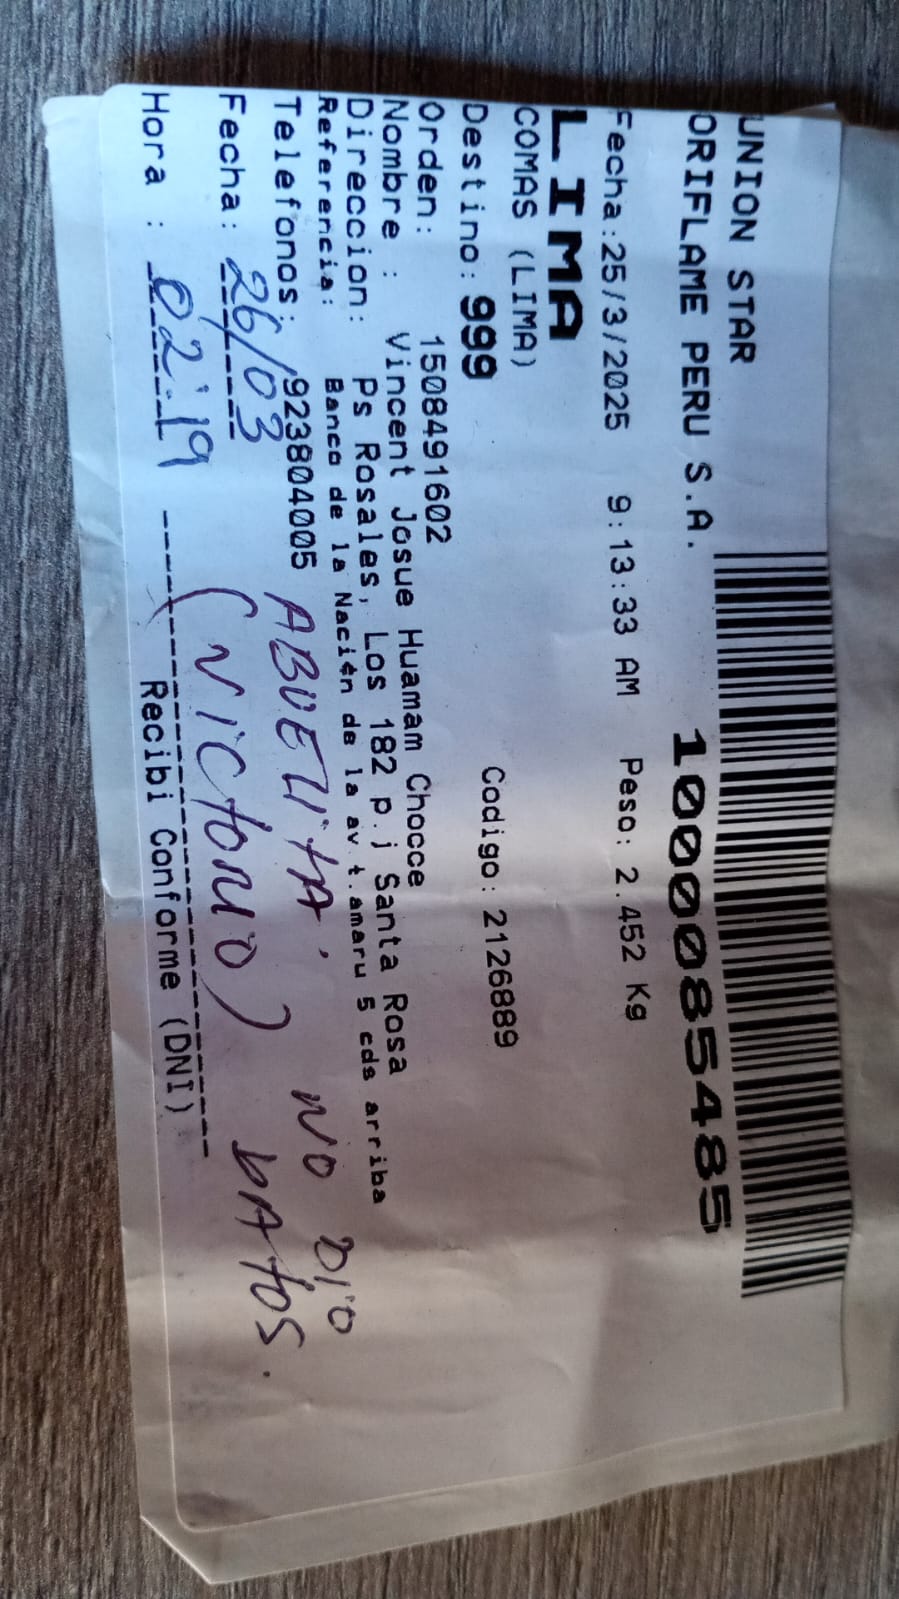 UNION STAR
ORIFLAME PERU S.A. 10000854485
Fecha:25/3/2025 9:13:33 AM Peso: 2.452 Kg
LIMA
COMAS (LIMA)
Destino: 999 Codigo: 2126889
Orden: 1508491602
Nombre : Vincent Josue Huamám Chocce
Direccion: Ps Rosales, Los 182 p.j Santa Rosa
Referencia: Banco de la Nación de la av.t.amaru 5 cds arriba
Telefonos: ,923804005 ABUELITA. NO DIO
Fecha: 26/03 (VICTORIO) DATOS.
Hora : 02:19
Recibi Conforme (DNI)